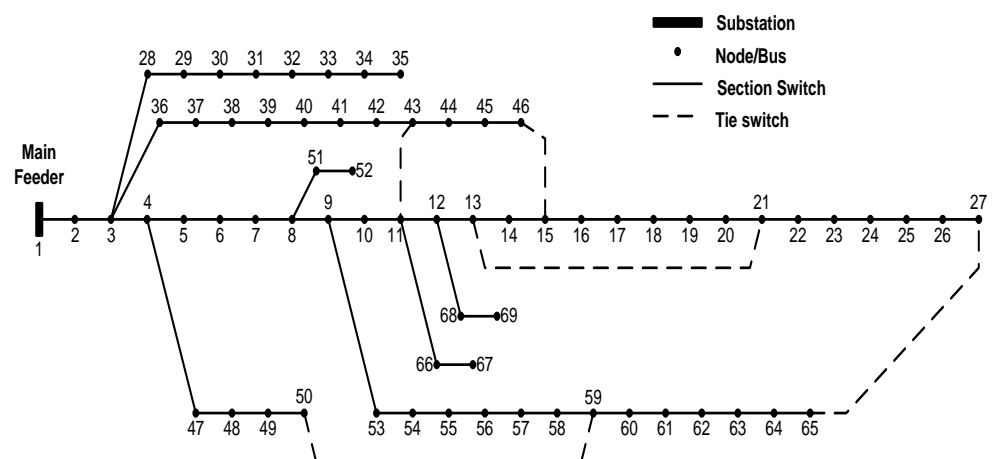 Substation
Node/Bus
Section Switch
Tie switch
28 29 30 31 32 33 34 35
36 37 38 39 40 41 42 43 44 45 46
Main
Feeder
51
52
4 9 12 13 21 27
1 2 3 5 6 7 8 10 11 14 15 16 17 18 19 20 22 23 24 25 26
68 69
66 67
50 59
47 48 49 53 54 55 56 57 58 60 61 62 63 64 65